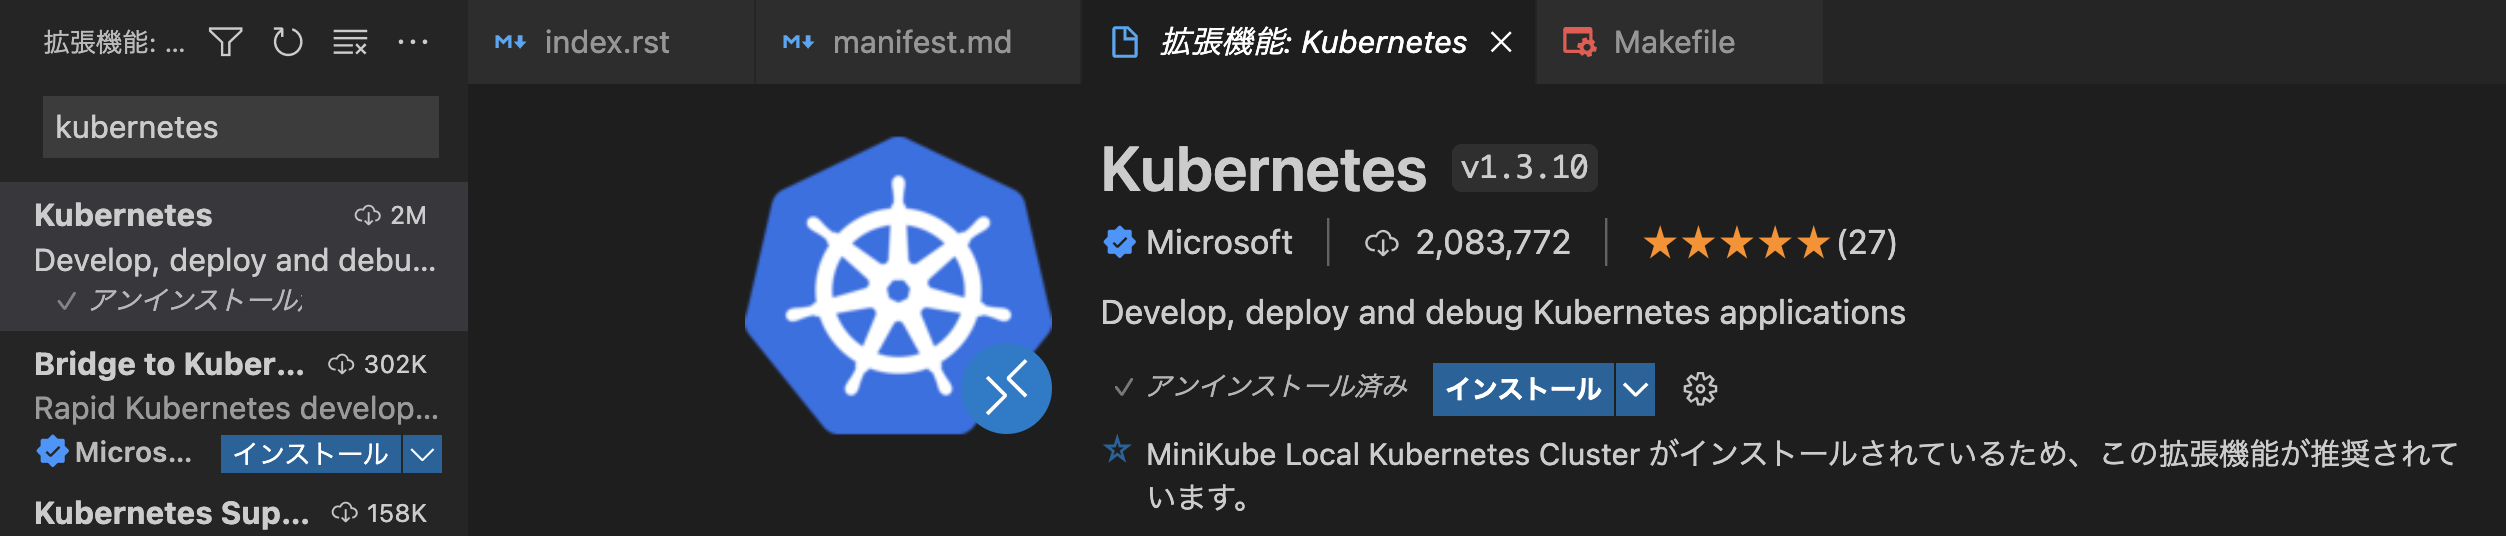 拡張機能: ...
index.rst
manifest.md
拡張機能: Kubernetes
Makefile
kubernetes
Kubernetes 2M
Develop, deploy and debu...
アンインストール
Bridge to Kuber... 302K
Rapid Kubernetes develop...
Micros... インストール
Kubernetes Sup... 158K
Kubernetes v1.3.10
Microsoft 2,083,772 ★★★★★(27)
Develop, deploy and debug Kubernetes applications
アンインストール済み インストール
MiniKube Local Kubernetes Cluster がインストールされているため、この拡張機能が推奨されて
います。